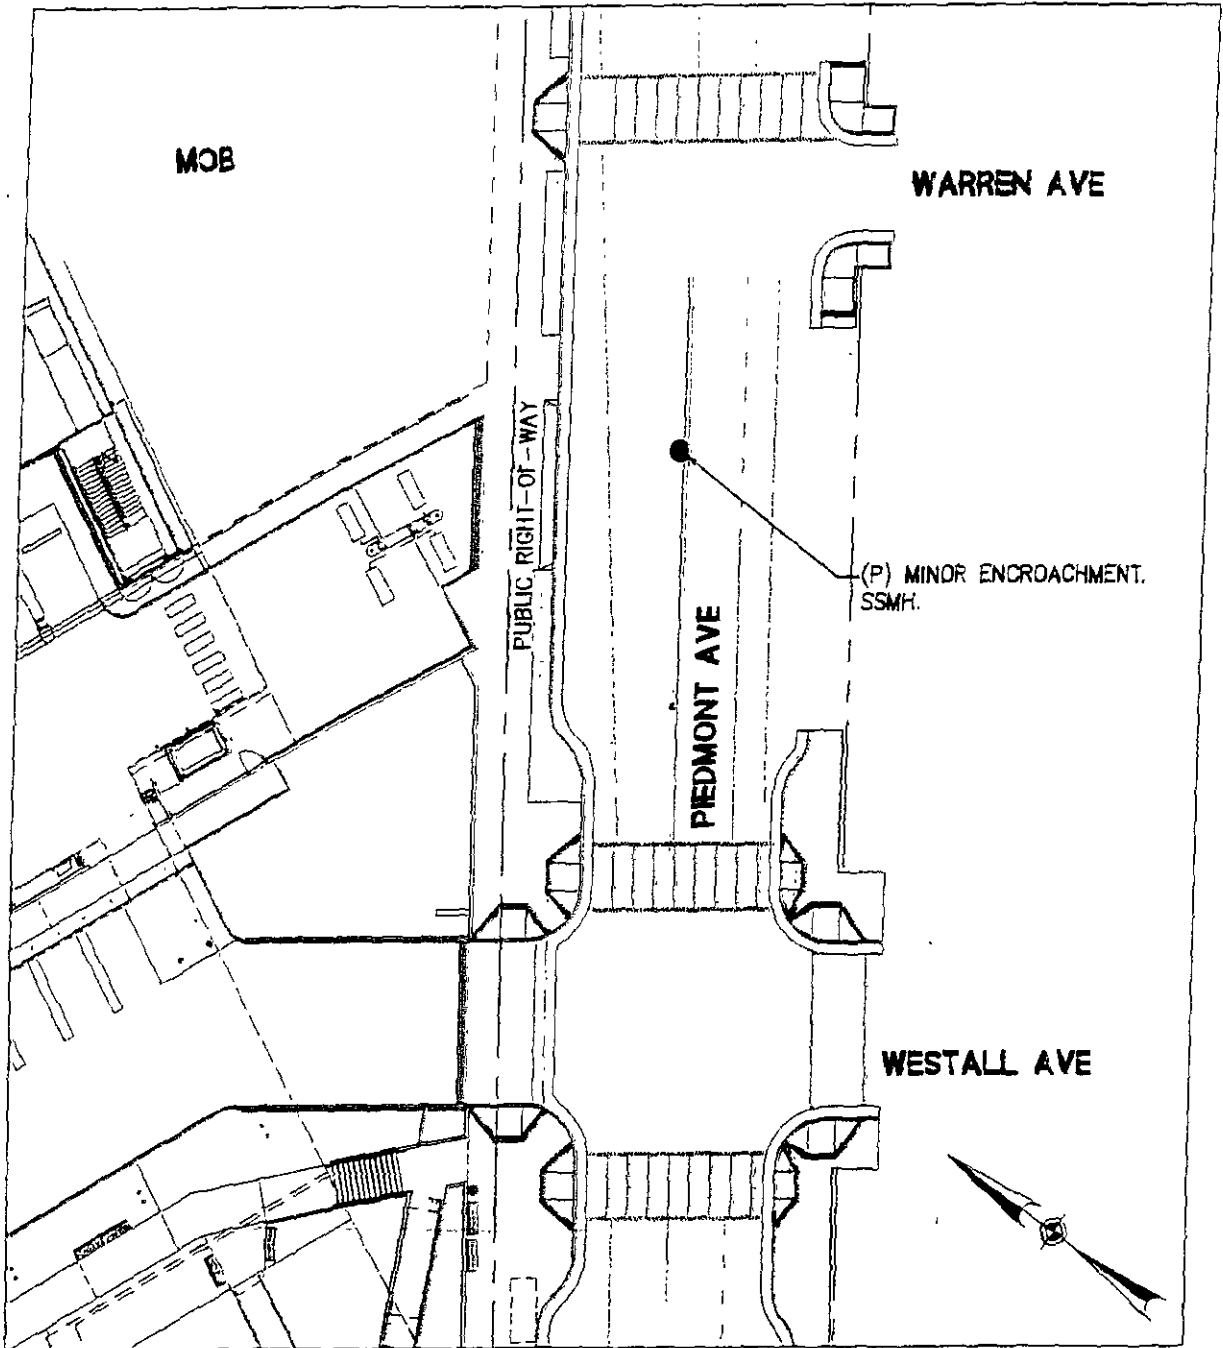 MOB
WARREN AVE
PUBLIC RIGHT-OF-WAY
(P) MINOR ENCROACHMENT.
SSMH.
PIEDMONT AVE
WESTALL AVE